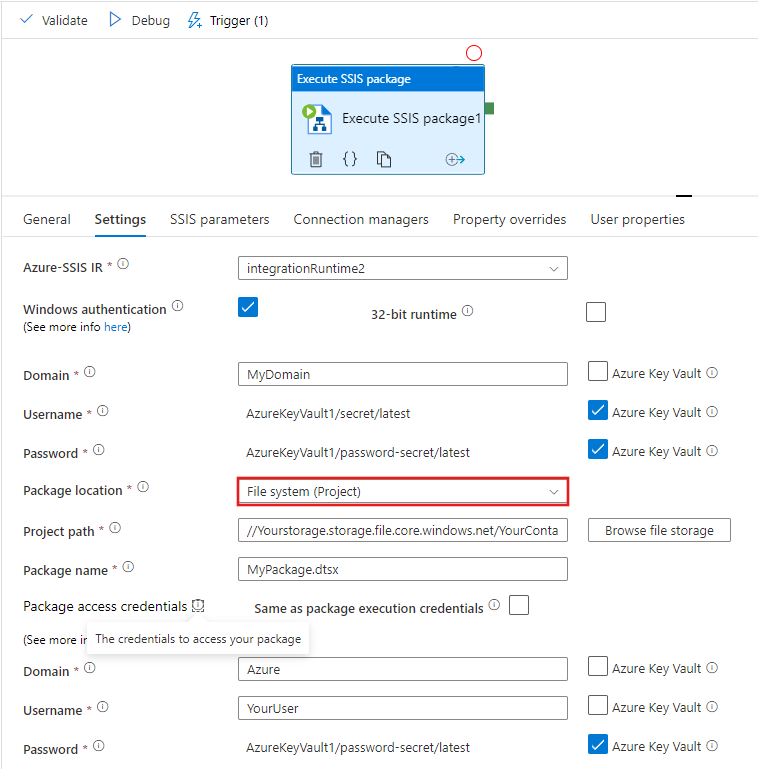 Validate Debug Trigger (1)
Execute SSIS package
Execute SSIS package1
{}
General Settings SSIS parameters Connection managers Property overrides User properties
Azure-SSIS IR * integrationRuntime2
Windows authentication 32-bit runtime
(See more info here)
Domain * MyDomain Azure Key Vault
Username * AzureKeyVault1/secret/latest Azure Key Vault
Password * AzureKeyVault1/password-secret/latest Azure Key Vault
Package location * File system (Project)
Project path * //Yourstorage.storage.file.core.windows.net/YourConta Browse file storage
Package name * MyPackage.dtsx
Package access credentials Same as package execution credentials
(See more in
The credentials to access your package
Domain * Azure Azure Key Vault
Username * YourUser Azure Key Vault
Password * AzureKeyVault1/password-secret/latest Azure Key Vault